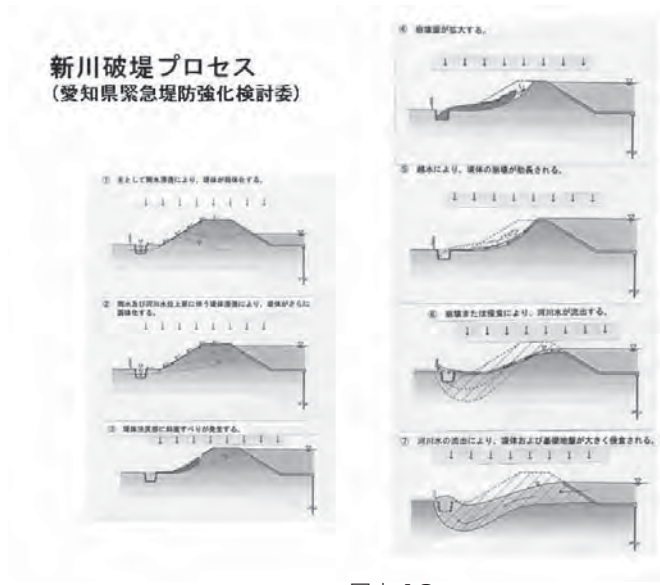 新川破堤プロセス
(愛知県緊急堤防強化検討委)
① 主として雨水浸透により、堤体が弱体化する。
② 雨水及び河川水位上昇に伴う堤体浸透により、堤体がさらに
弱体化する。
③ 堤体法尻部に斜面すべりが発生する。
④ 崩壊面が拡大する。
⑤ 越水により、堤体の崩壊が助長される。
⑥ 崩壊または侵食により、河川水が流出する。
⑦ 河川水の流出により、堤体および基礎地盤が大きく侵食される。